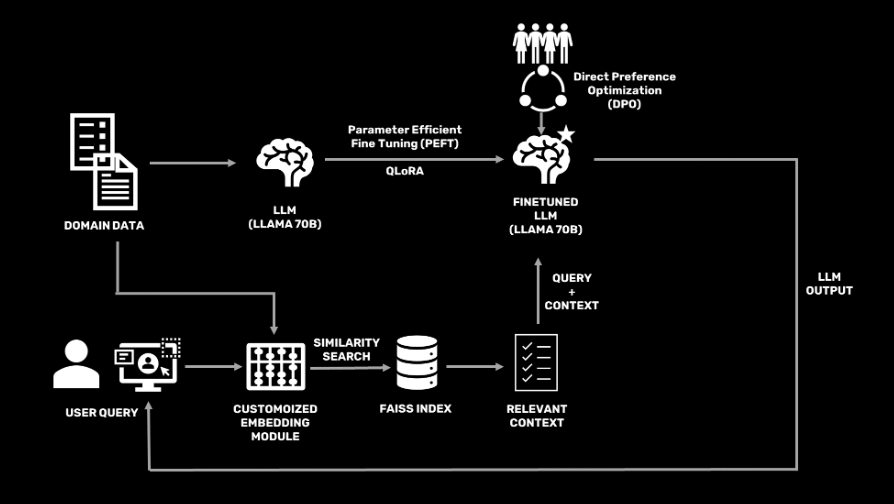 Direct Preference
Optimization
(DPO)
Parameter Efficient
Fine Tuning (PEFT)
QLoRA
DOMAIN DATA
LLM
(LLAMA 70B)
FINETUNED
LLM
(LLAMA 70B)
QUERY
+
CONTEXT
LLM
OUTPUT
SIMILARITY
SEARCH
USER QUERY
CUSTOMOIZED
EMBEDDING
MODULE
FAISS INDEX
RELEVANT
CONTEXT